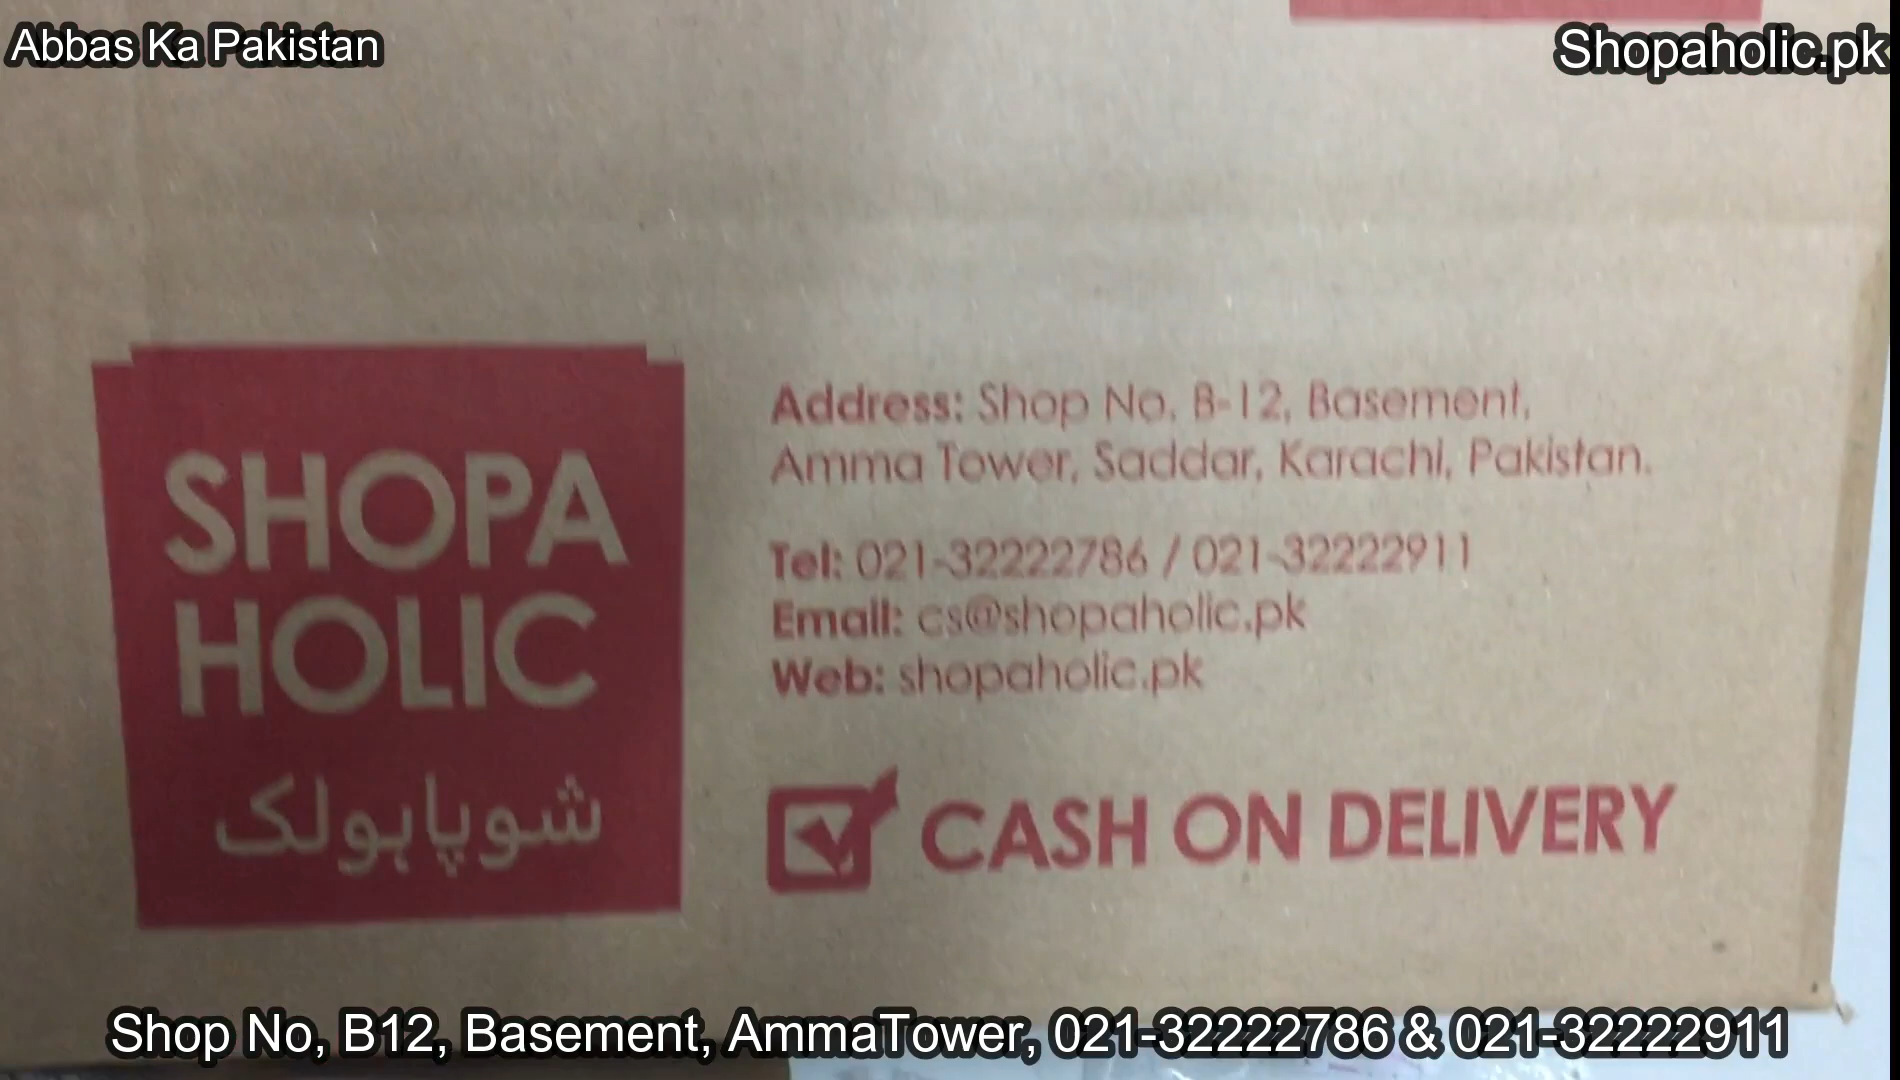 Abbas Ka Pakistan
Shopaholic.pk
SHOPA
HOLIC
شوپاہولک
Address: Shop No. B-12, Basement,
Amma Tower, Saddar, Karachi, Pakistan.
Tel: 021-32222786 / 021-32222911
Email: cs@shopaholic.pk
Web: shopaholic.pk
CASH ON DELIVERY
Shop No, B12, Basement, AmmaTower, 021-32222786 & 021-32222911